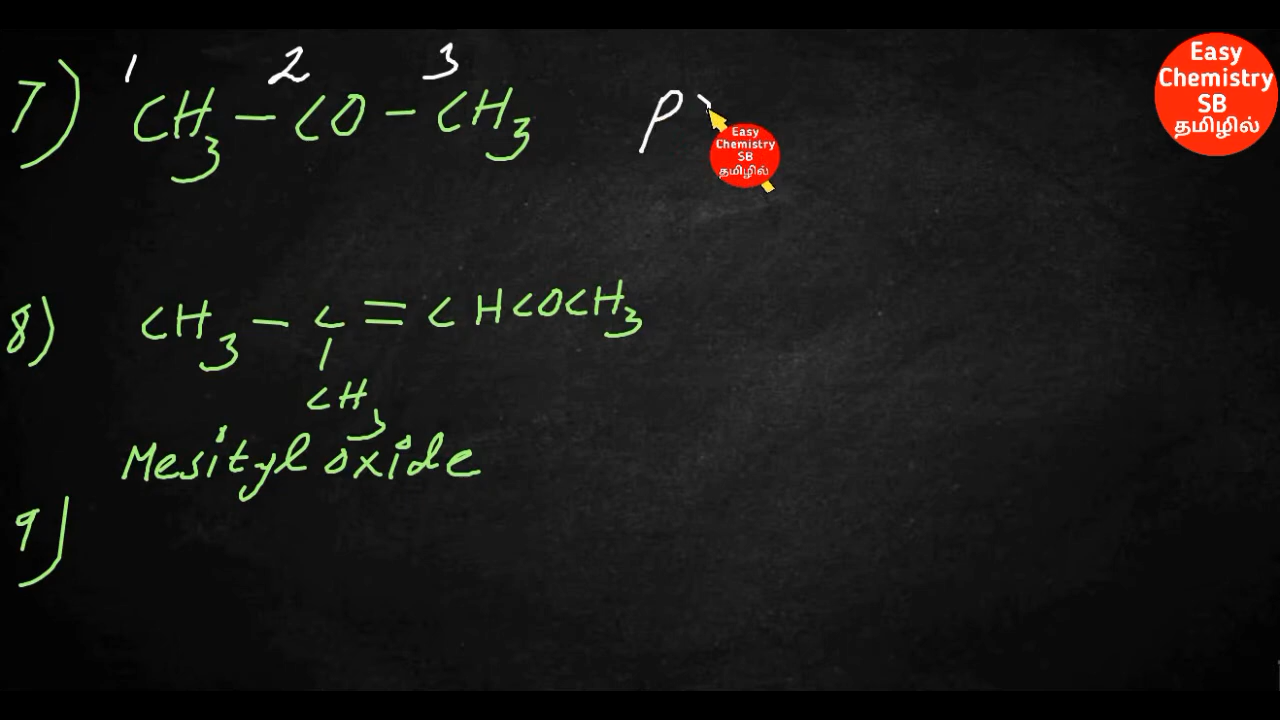 Easy
Chemistry
SB
தமிழில்
1 2 3
7) CH3 - CO - CH3 P
Easy
Chemistry
SB
தமிழில்
8) CH3 - C = CHCOCH3
CH3
Mesityl oxide
9)